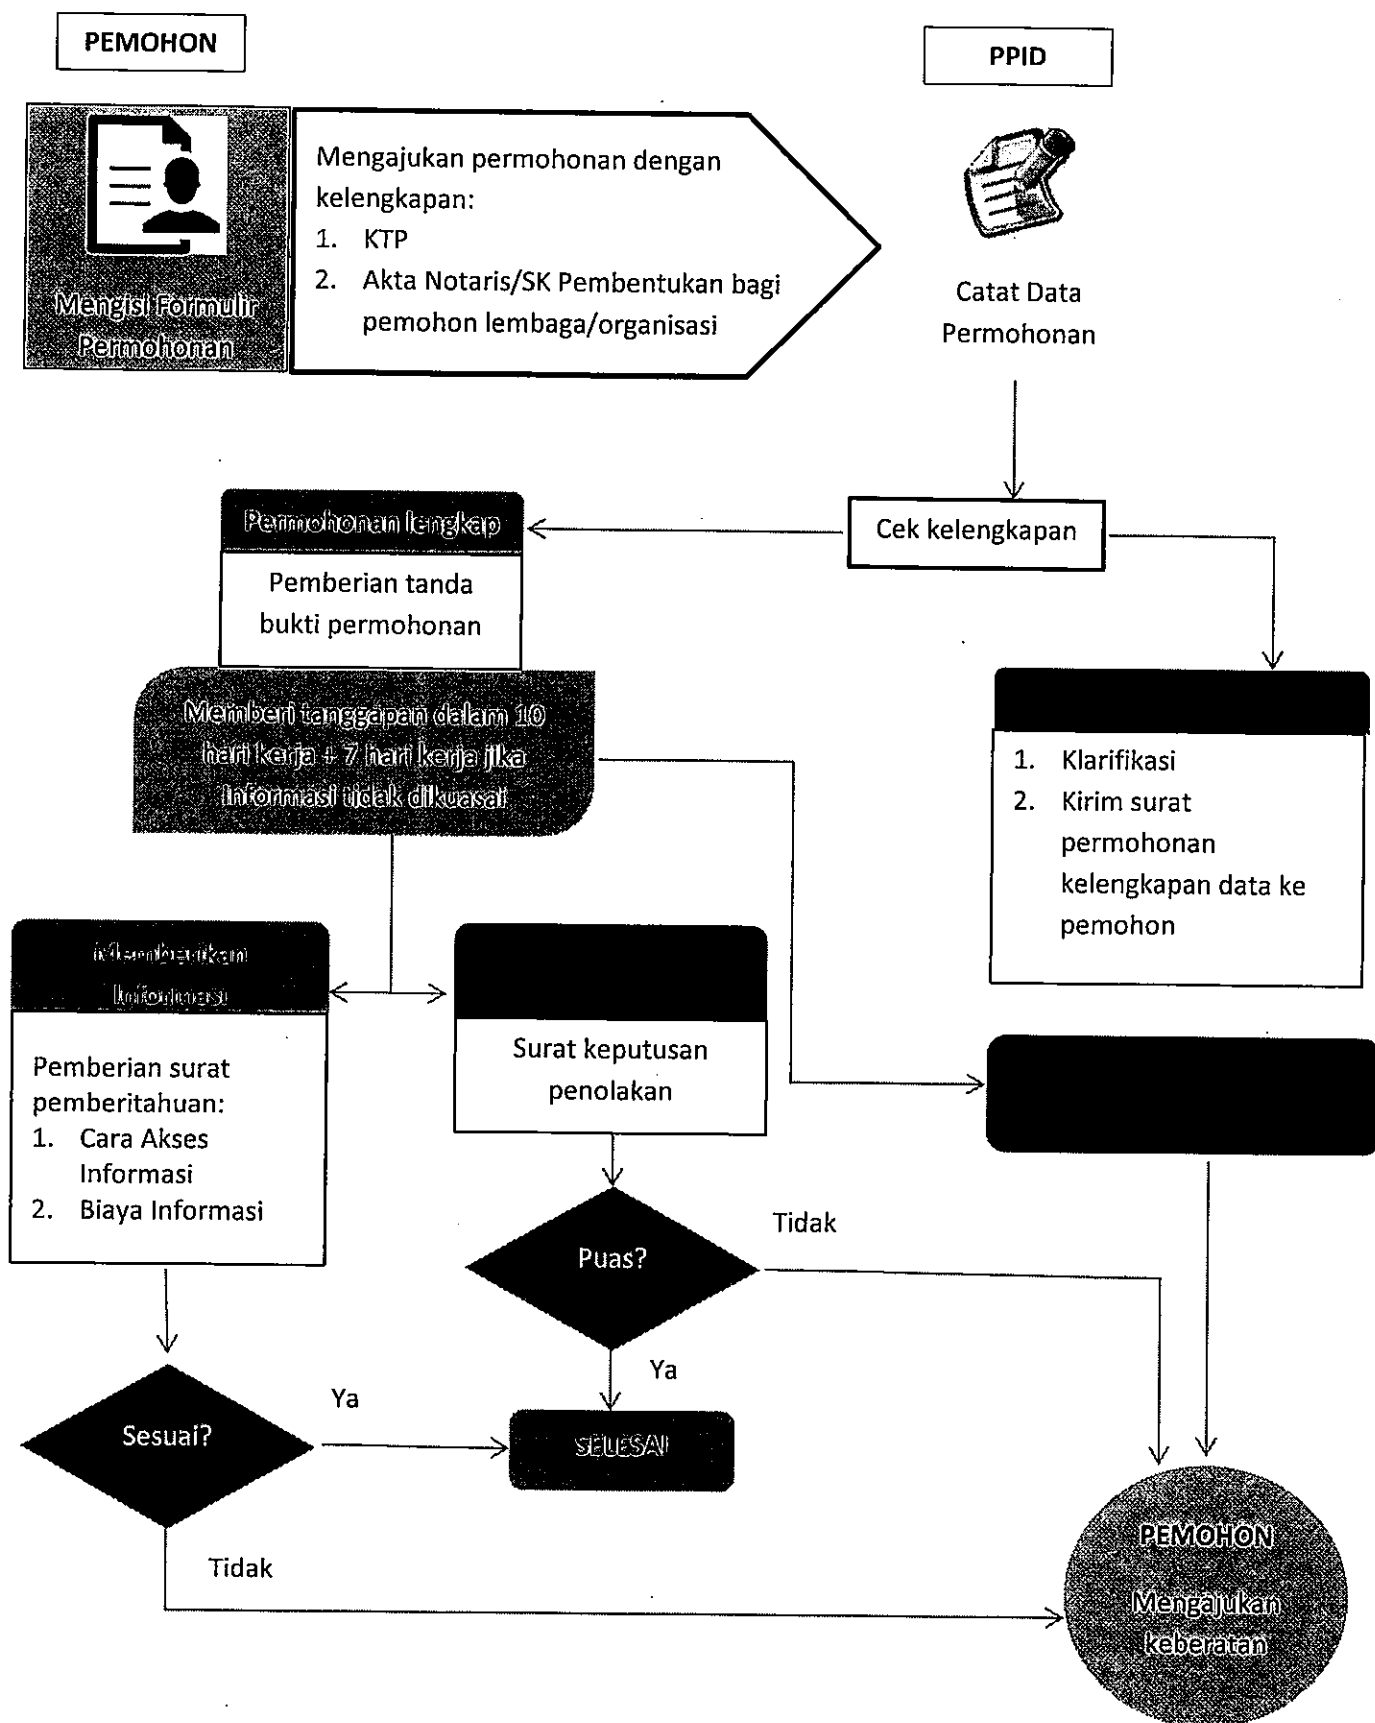 PEMOHON
PPID
Mengisi Formulir
Permohonan
Mengajukan permohonan dengan
kelengkapan:
1. KTP
2. Akta Notaris/SK Pembentukan bagi
pemohon lembaga/organisasi
Catat Data
Permohonan
Cek kelengkapan
Permohonan lengkap
Pemberian tanda
bukti permohonan
Memberi tanggapan dalam 10
hari kerja + 7 hari kerja jika
Informasi tidak dikuasai
1. Klarifikasi
2. Kirim surat
permohonan
kelengkapan data ke
pemohon
Memberikan
Informasi
Pemberian surat
pemberitahuan:
1. Cara Akses
Informasi
2. Biaya Informasi
Surat keputusan
penolakan
Puas?
Tidak
Ya
Sesuai?
Ya
SELESAI
Tidak
PEMOHON
Mengajukan
keberatan